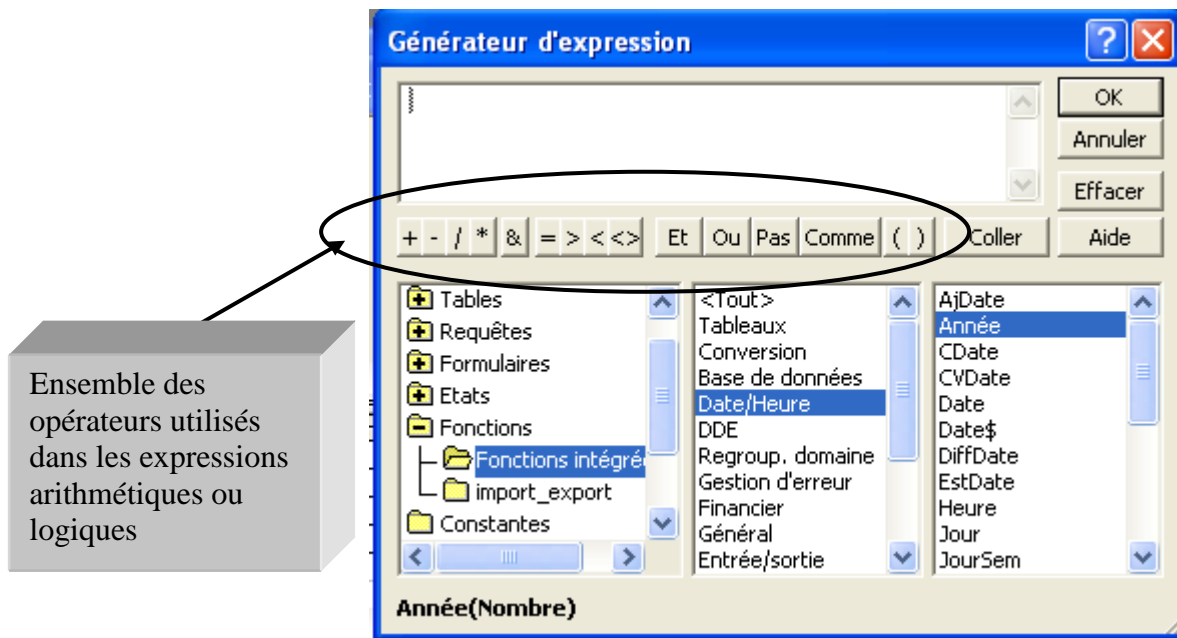 Générateur d'expression
OK
Annuler
Effacer
+ - / * & = > < <> Et Ou Pas Comme ( ) Coller Aide
Tables
Requêtes
Formulaires
Etats
Fonctions
Fonctions intégré
import_export
Constantes
<Tout>
Tableaux
Conversion
Base de données
Date/Heure
DDE
Regroup. domaine
Gestion d'erreur
Financier
Général
Entrée/sortie
AjDate
Année
CDate
CVDate
Date
Date$
DiffDate
EstDate
Heure
Jour
JourSem
Année(Nombre)
Ensemble des
opérateurs utilisés
dans les expressions
arithmétiques ou
logiques